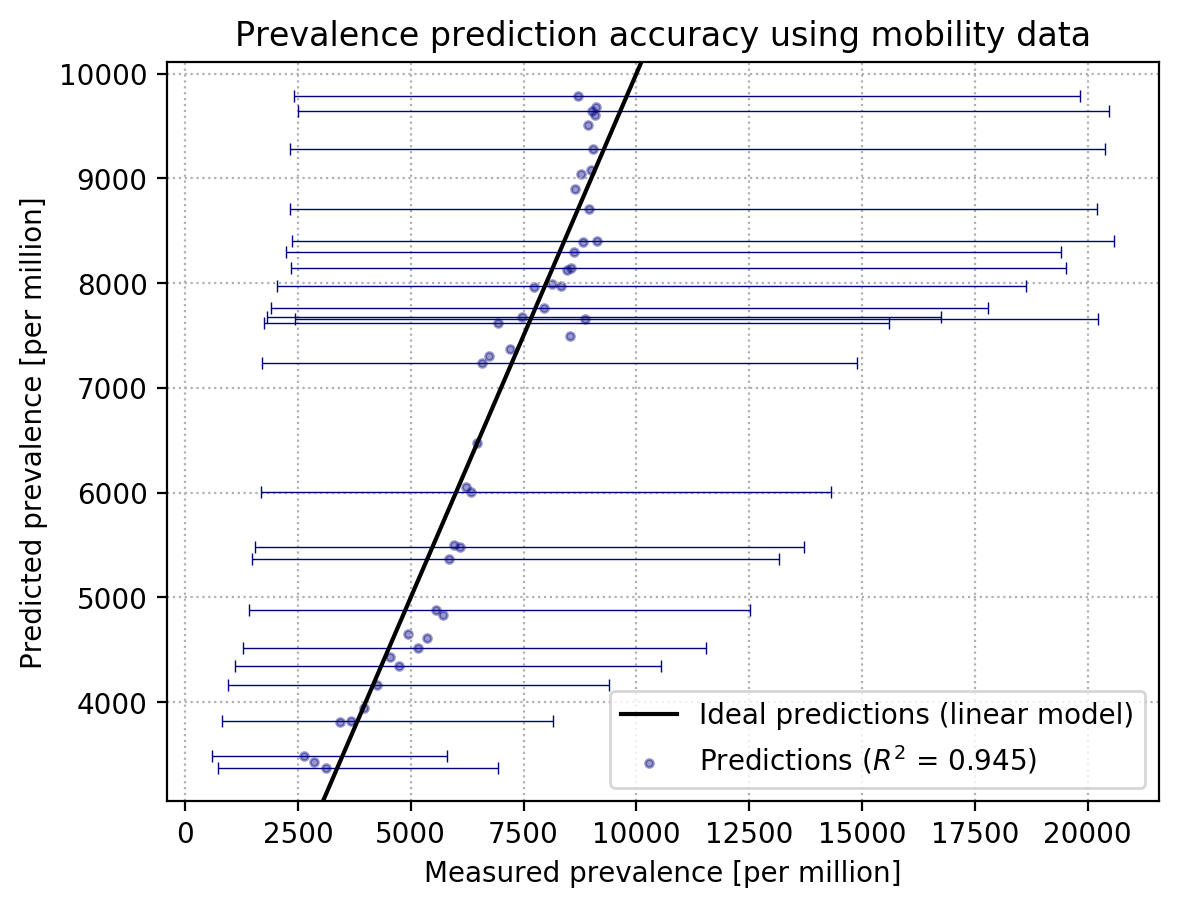 Prevalence prediction accuracy using mobility data
Predicted prevalence [per million]
10000
9000
8000
7000
6000
5000
4000
Ideal predictions (linear model)
Predictions (R² = 0.945)
0 2500 5000 7500 10000 12500 15000 17500 20000
Measured prevalence [per million]